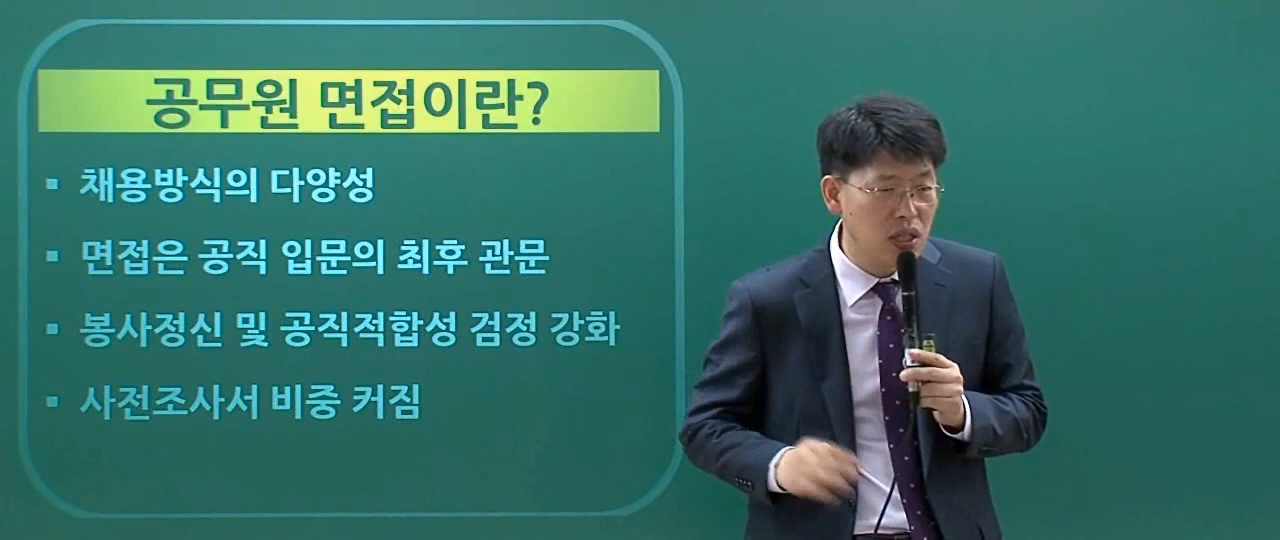 공무원 면접이란?
▪ 채용방식의 다양성
▪ 면접은 공직 입문의 최후 관문
▪ 봉사정신 및 공직적합성 검정 강화
▪ 사전조사서 비중 커짐